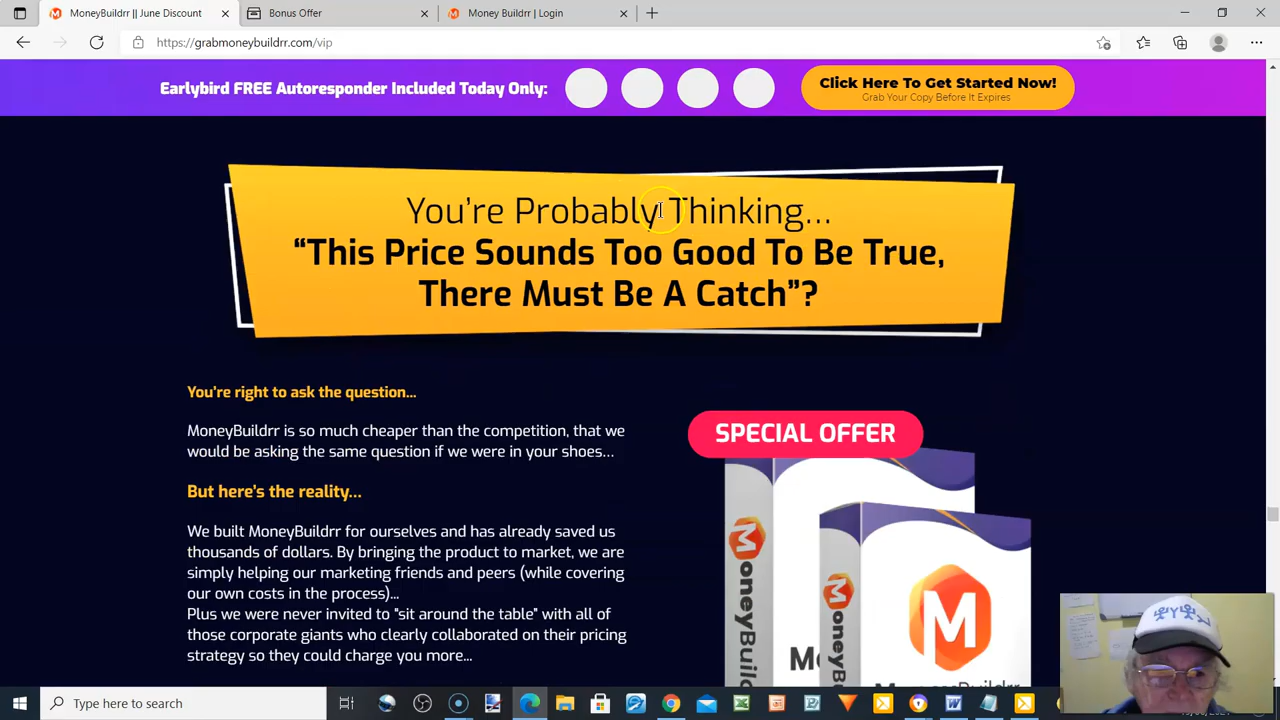 MoneyBuildrr || June Discount
Bonus Offer
Money Buildrr | Login
https://grabmoneybuildrr.com/vip
Earlybird FREE Autoresponder Included Today Only:
Click Here To Get Started Now!
Grab Your Copy Before It Expires
You're Probably Thinking...
“This Price Sounds Too Good To Be True,
There Must Be A Catch”?
You're right to ask the question...
MoneyBuildrr is so much cheaper than the competition, that we
would be asking the same question if we were in your shoes...
But here's the reality...
We built MoneyBuildrr for ourselves and has already saved us
thousands of dollars. By bringing the product to market, we are
simply helping our marketing friends and peers (while covering
our own costs in the process)...
Plus we were never invited to "sit around the table" with all of
those corporate giants who clearly collaborated on their pricing
strategy so they could charge you more...
SPECIAL OFFER
MoneyBuild
MoneyBuildrr
M
Type here to search